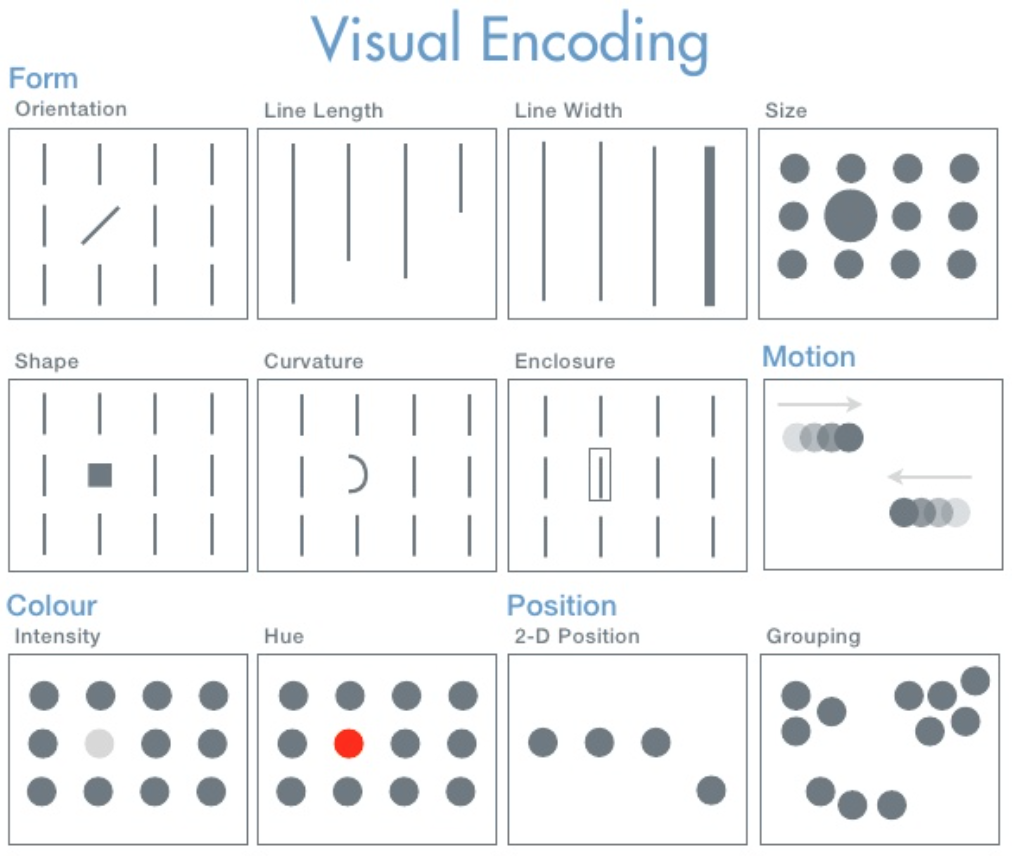 Visual Encoding
Form
Orientation
Line Length
Line Width
Size
Shape
Curvature
Enclosure
Motion
Colour
Position
Intensity
Hue
2-D Position
Grouping